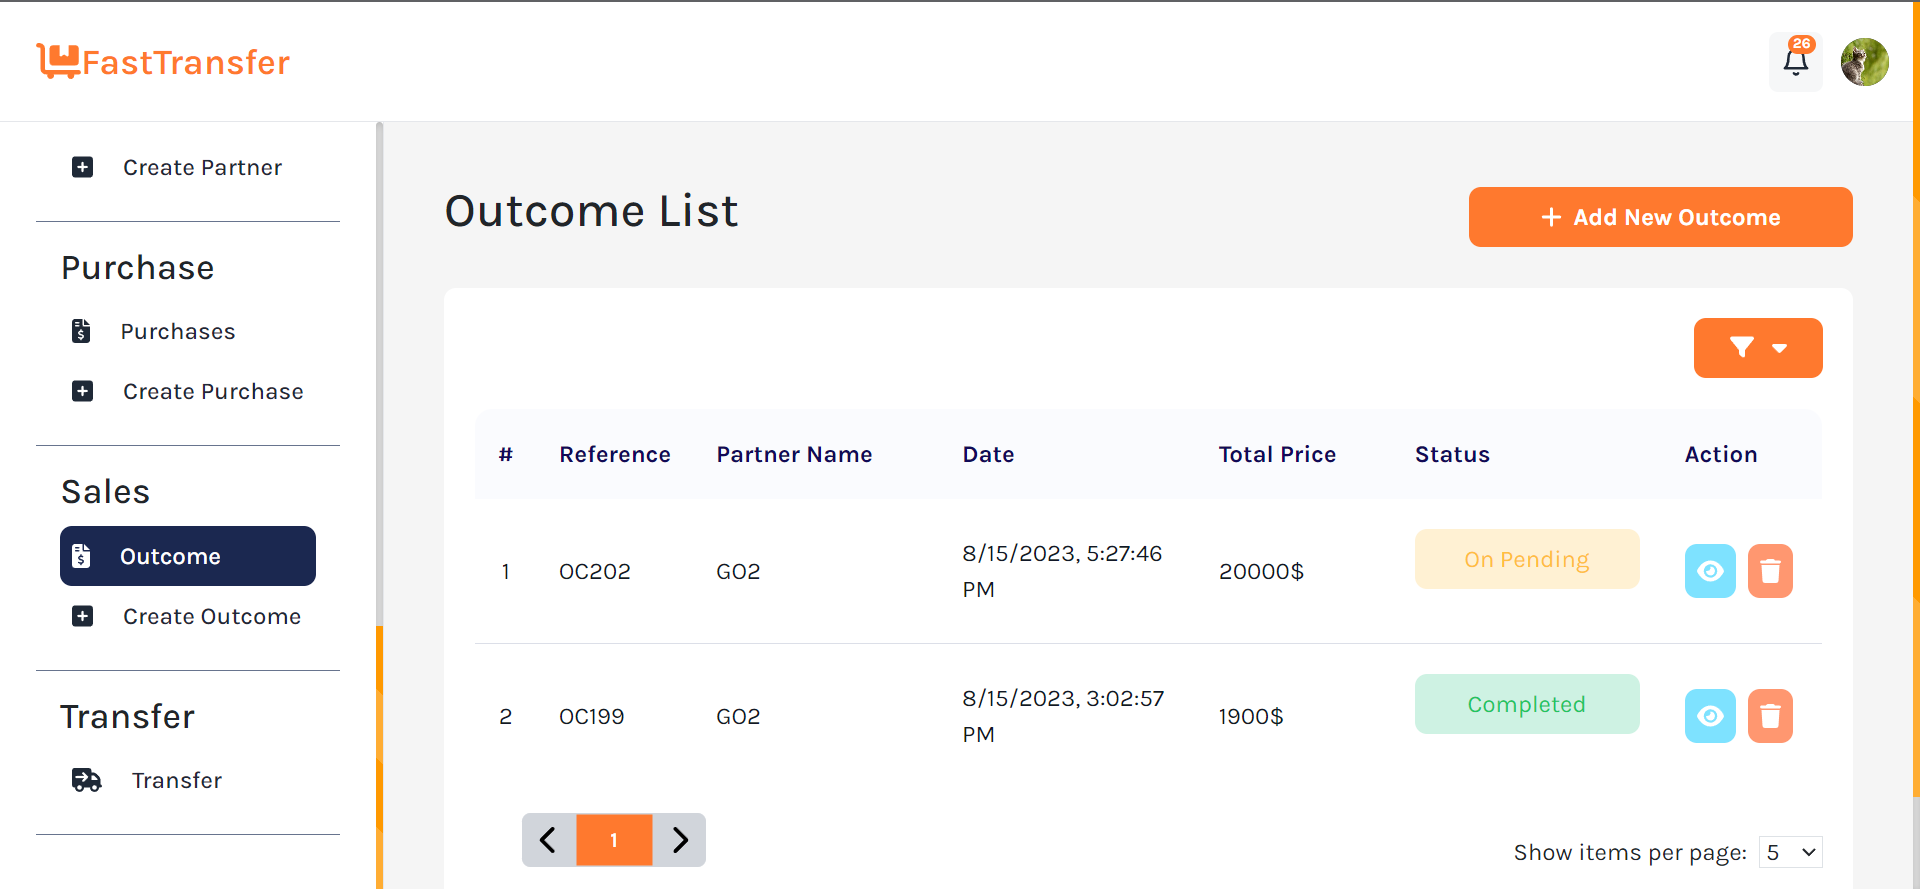 FastTransfer
26
Create Partner
Purchase
Purchases
Create Purchase
Sales
Outcome
Create Outcome
Transfer
Transfer
Outcome List
Add New Outcome
# Reference Partner Name Date Total Price Status Action
1 OC202 GO2 8/15/2023, 5:27:46 PM 20000$ On Pending
2 OC199 GO2 8/15/2023, 3:02:57 PM 1900$ Completed
1
Show items per page: 5